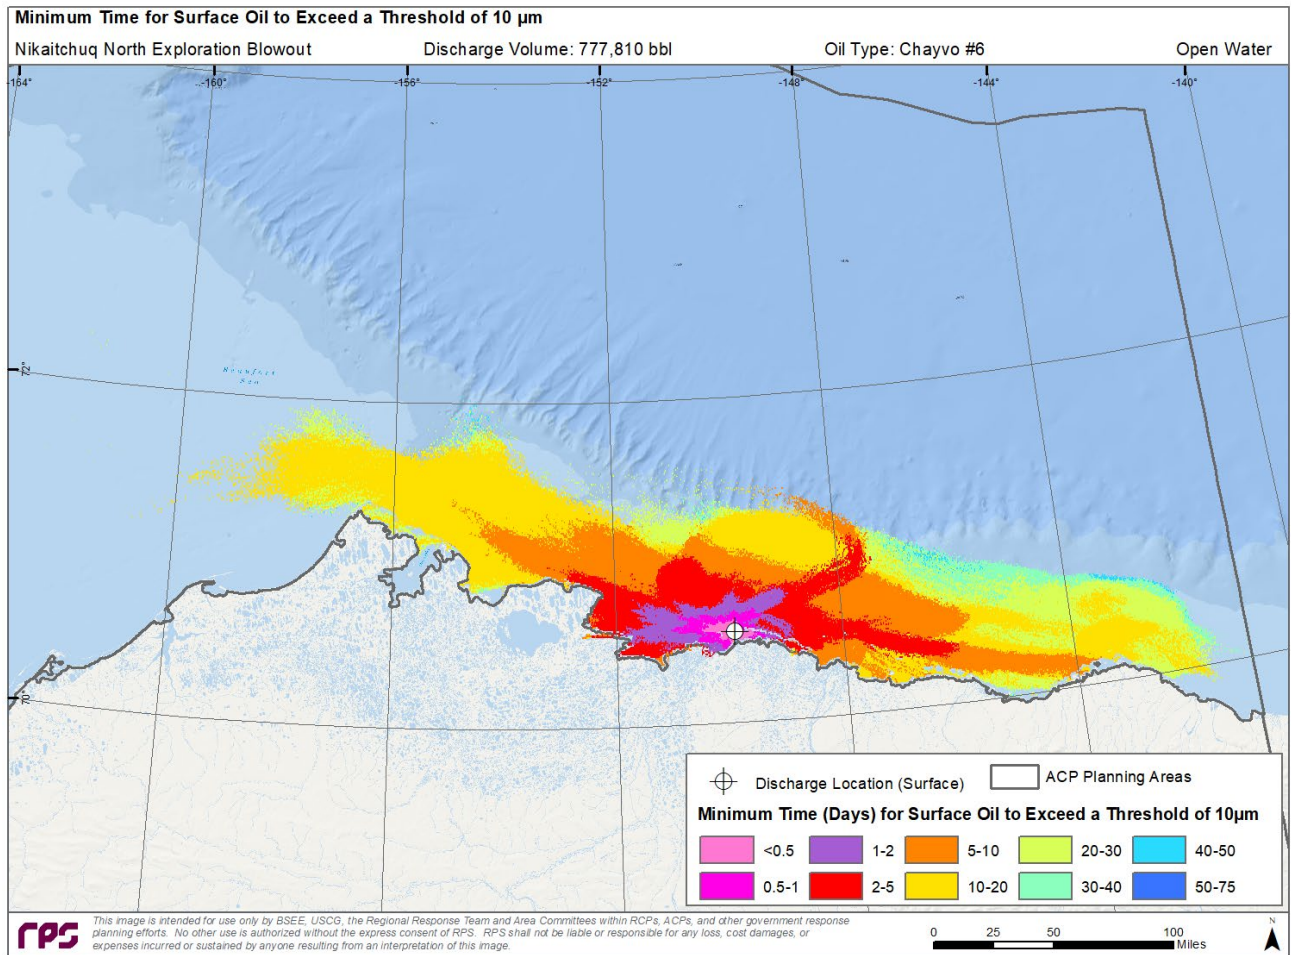 Minimum Time for Surface Oil to Exceed a Threshold of 10 µm
Nikaitchuq North Exploration Blowout Discharge Volume: 777,810 bbl Oil Type: Chayvo #6 Open Water
-164° -160° -156° -152° -148° -144° -140°
72°
70°
Discharge Location (Surface) ACP Planning Areas
Minimum Time (Days) for Surface Oil to Exceed a Threshold of 10µm
<0.5 1-2 5-10 20-30 40-50
0.5-1 2-5 10-20 30-40 50-75
rps
This image is intended for use only by BSEE, USCG, the Regional Response Team and Area Committees within RCPs, ACPs, and other government response
planning efforts. No other use is authorized without the express consent of RPS. RPS shall not be liable or responsible for any loss, cost damages, or
expenses incurred or sustained by anyone resulting from an interpretation of this image.
N
0 25 50 100
Miles